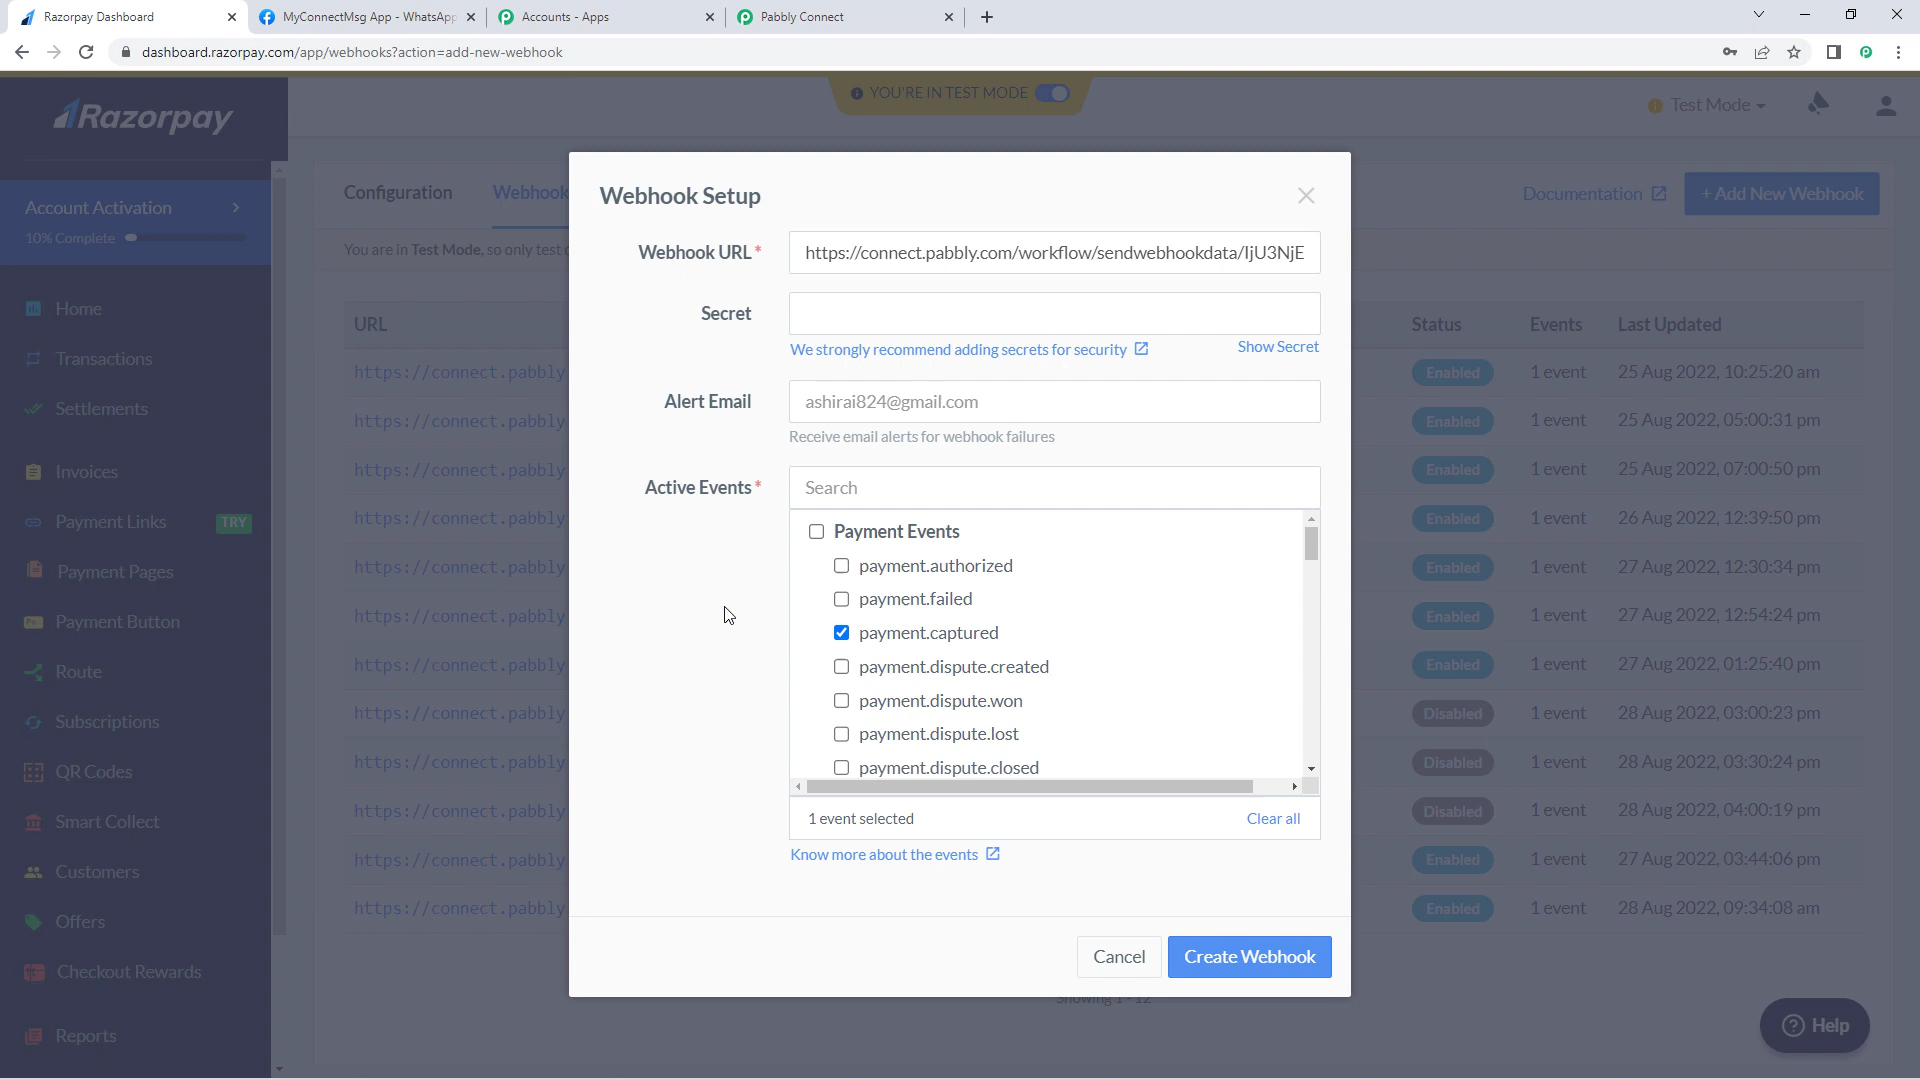 Razorpay Dashboard
MyConnectMsg App - WhatsApp
Accounts - Apps
Pabbly Connect
dashboard.razorpay.com/app/webhooks?action=add-new-webhook
Razorpay
YOU'RE IN TEST MODE
Test Mode
Account Activation
10% Complete
Home
Transactions
Settlements
Invoices
Payment Links
TRY
Payment Pages
Payment Button
Route
Subscriptions
QR Codes
Smart Collect
Customers
Offers
Checkout Rewards
Reports
Configuration
Webhook
Documentation
+ Add New Webhook
You are in Test Mode, so only test
URL
Status Events Last Updated
https://connect.pabbly Enabled 1 event 25 Aug 2022, 10:25:20 am
https://connect.pabbly Enabled 1 event 25 Aug 2022, 05:00:31 pm
https://connect.pabbly Enabled 1 event 25 Aug 2022, 07:00:50 pm
https://connect.pabbly Enabled 1 event 26 Aug 2022, 12:39:50 pm
https://connect.pabbly Enabled 1 event 27 Aug 2022, 12:30:34 pm
https://connect.pabbly Enabled 1 event 27 Aug 2022, 12:54:24 pm
https://connect.pabbly Enabled 1 event 27 Aug 2022, 01:25:40 pm
https://connect.pabbly Disabled 1 event 28 Aug 2022, 03:00:23 pm
https://connect.pabbly Disabled 1 event 28 Aug 2022, 03:30:24 pm
https://connect.pabbly Disabled 1 event 28 Aug 2022, 04:00:19 pm
https://connect.pabbly Enabled 1 event 27 Aug 2022, 03:44:06 pm
https://connect.pabbly Enabled 1 event 28 Aug 2022, 09:34:08 am
Showing 1 - 12
Webhook Setup
Webhook URL*
https://connect.pabbly.com/workflow/sendwebhookdata/IjU3NjE
Secret
We strongly recommend adding secrets for security
Show Secret
Alert Email
ashirai824@gmail.com
Receive email alerts for webhook failures
Active Events*
Search
Payment Events
payment.authorized
payment.failed
payment.captured
payment.dispute.created
payment.dispute.won
payment.dispute.lost
payment.dispute.closed
1 event selected
Clear all
Know more about the events
Cancel
Create Webhook
Help